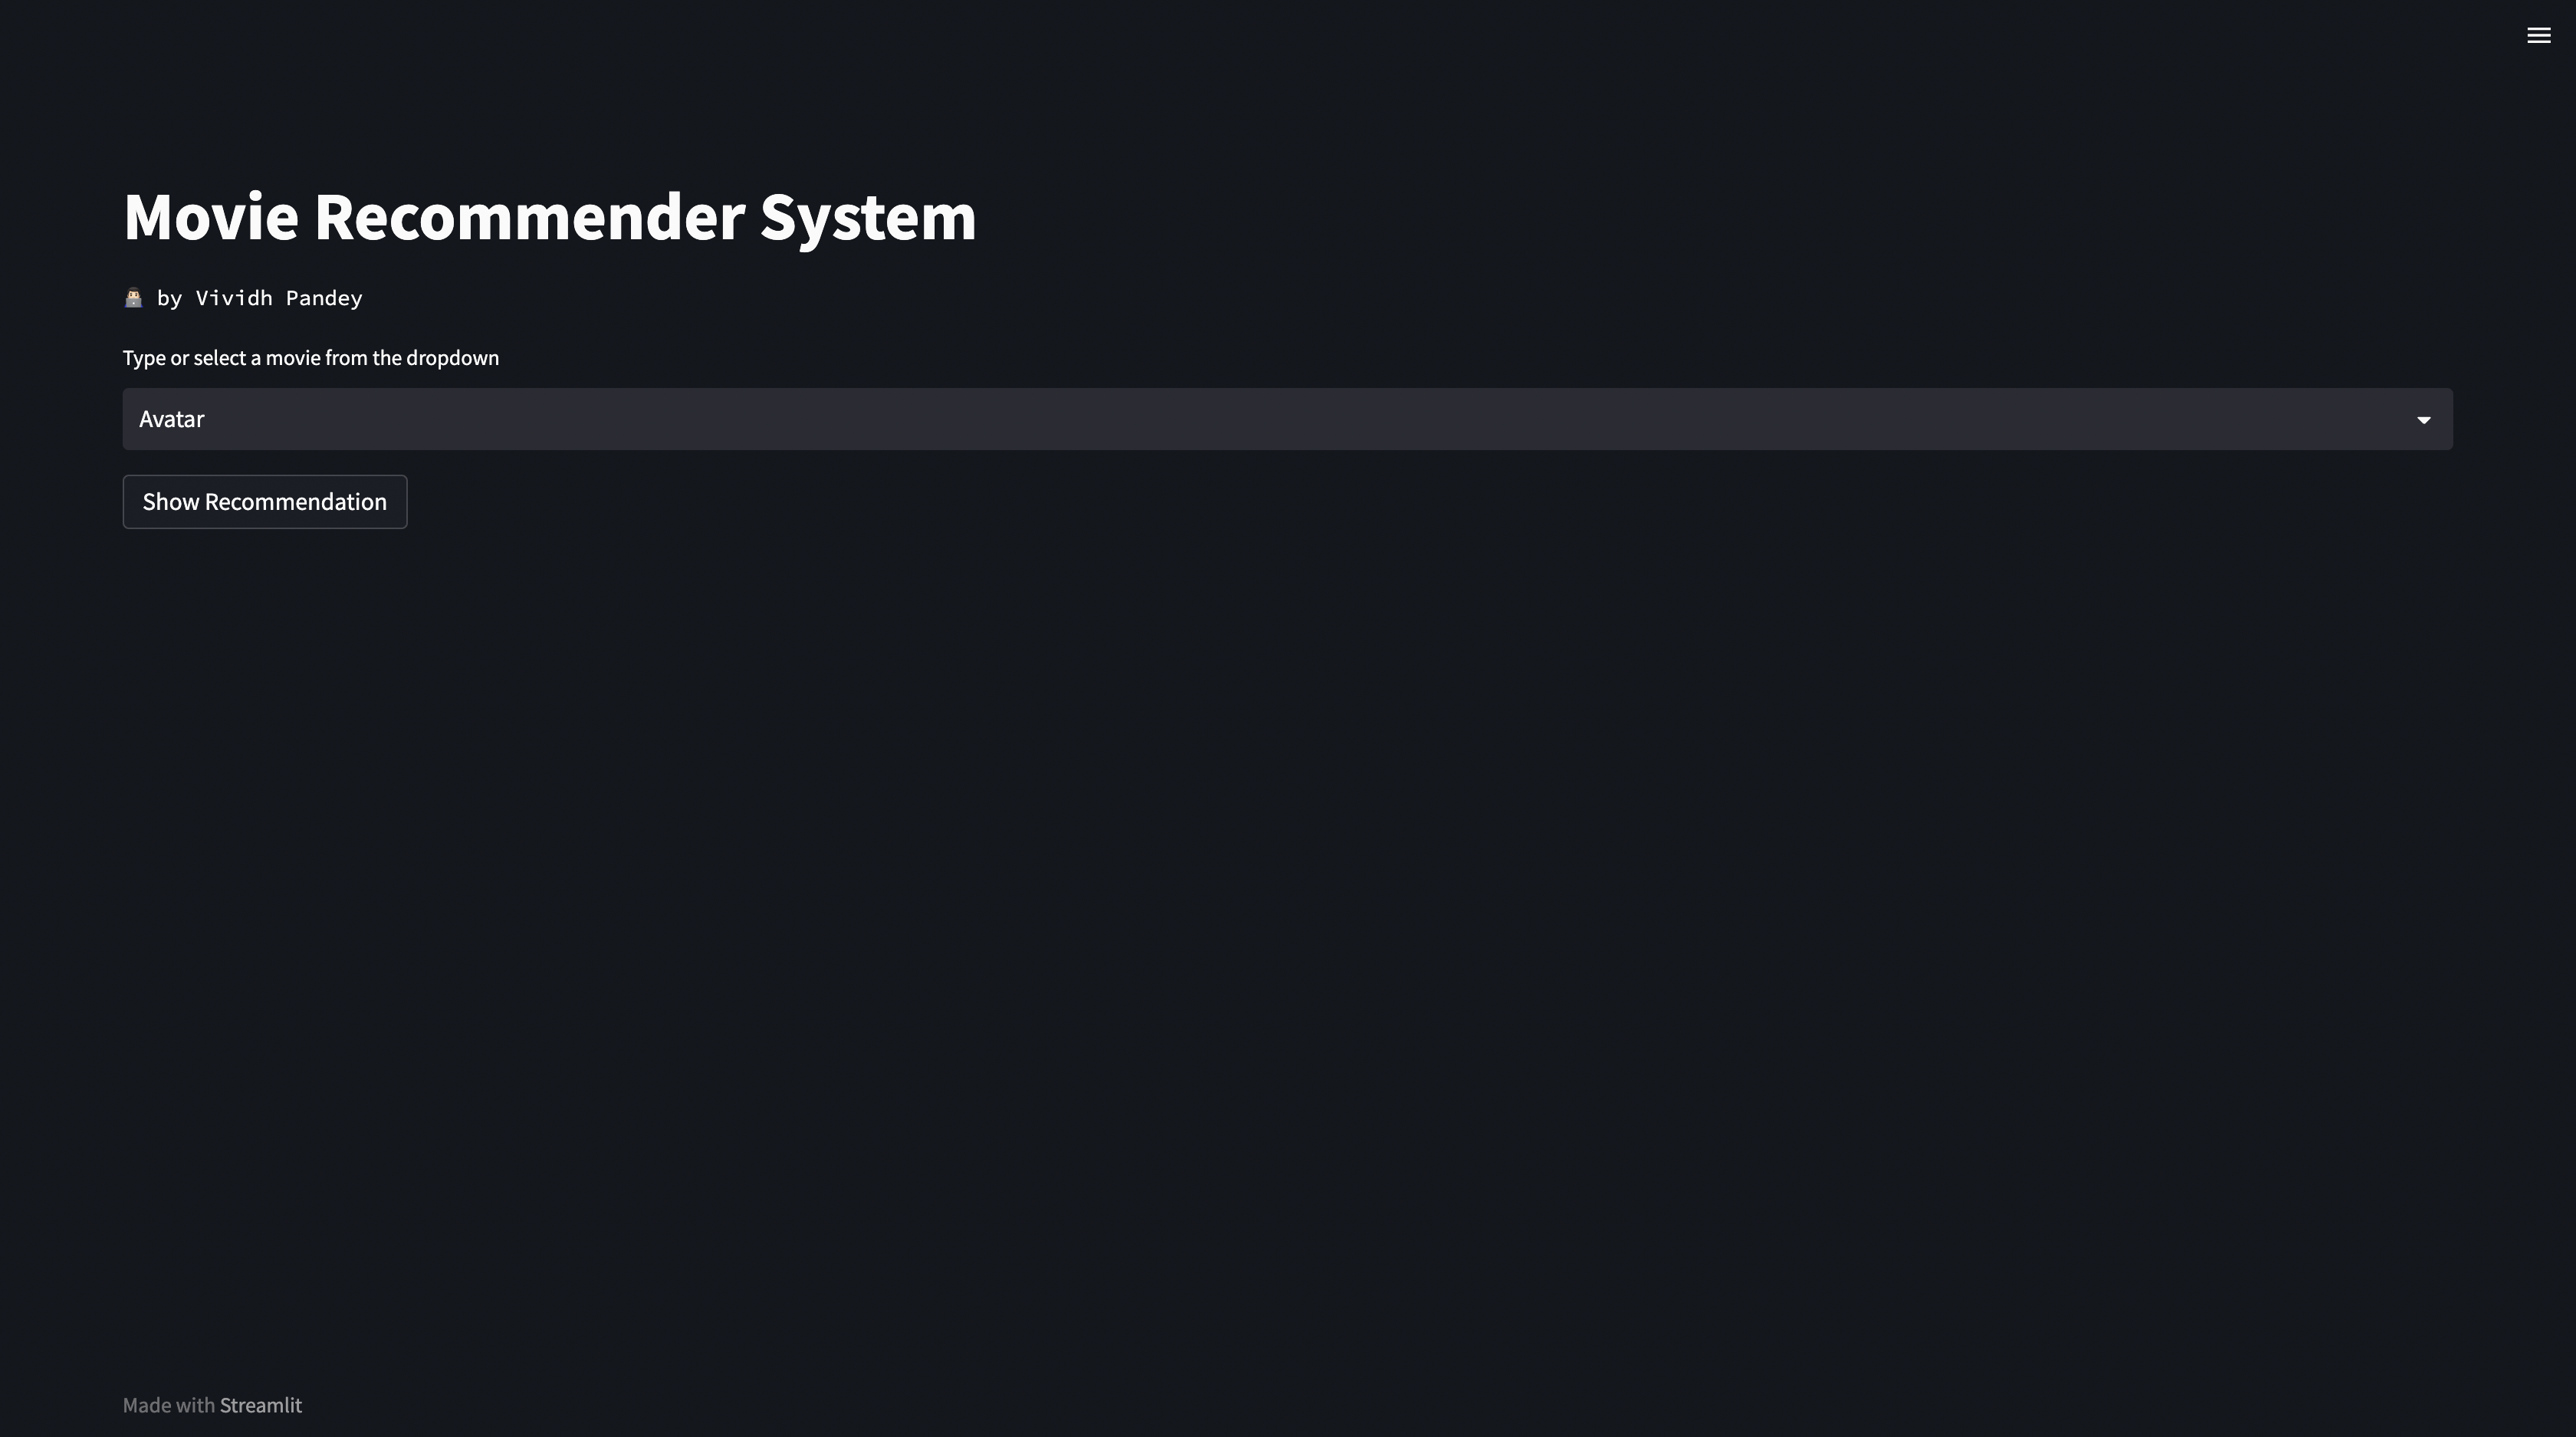 Movie Recommender System
by Vividh Pandey
Type or select a movie from the dropdown
Avatar
Show Recommendation
Made with Streamlit